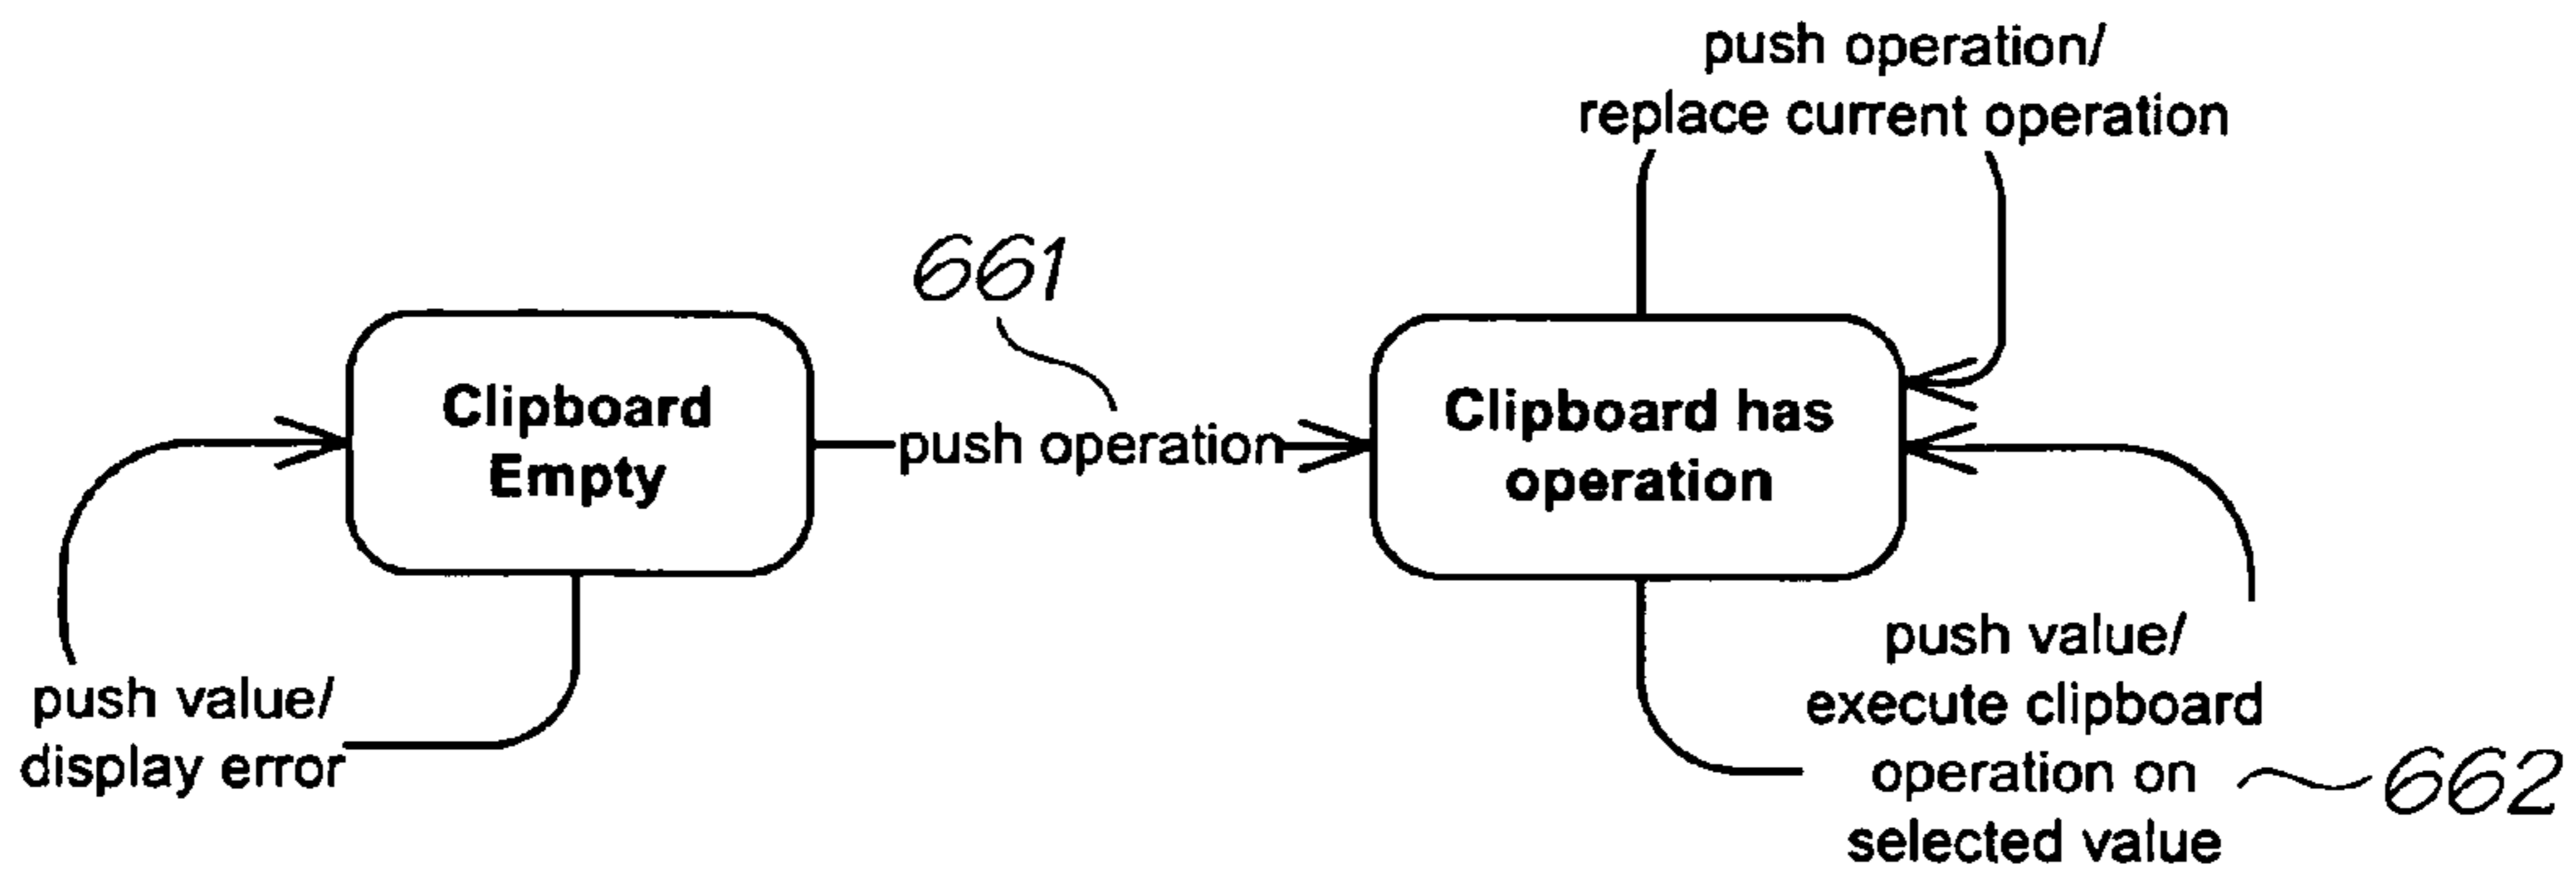 push operation/
replace current operation
661
Clipboard
Empty
push operation
Clipboard has
operation
push value/
display error
push value/
execute clipboard
operation on
selected value
662